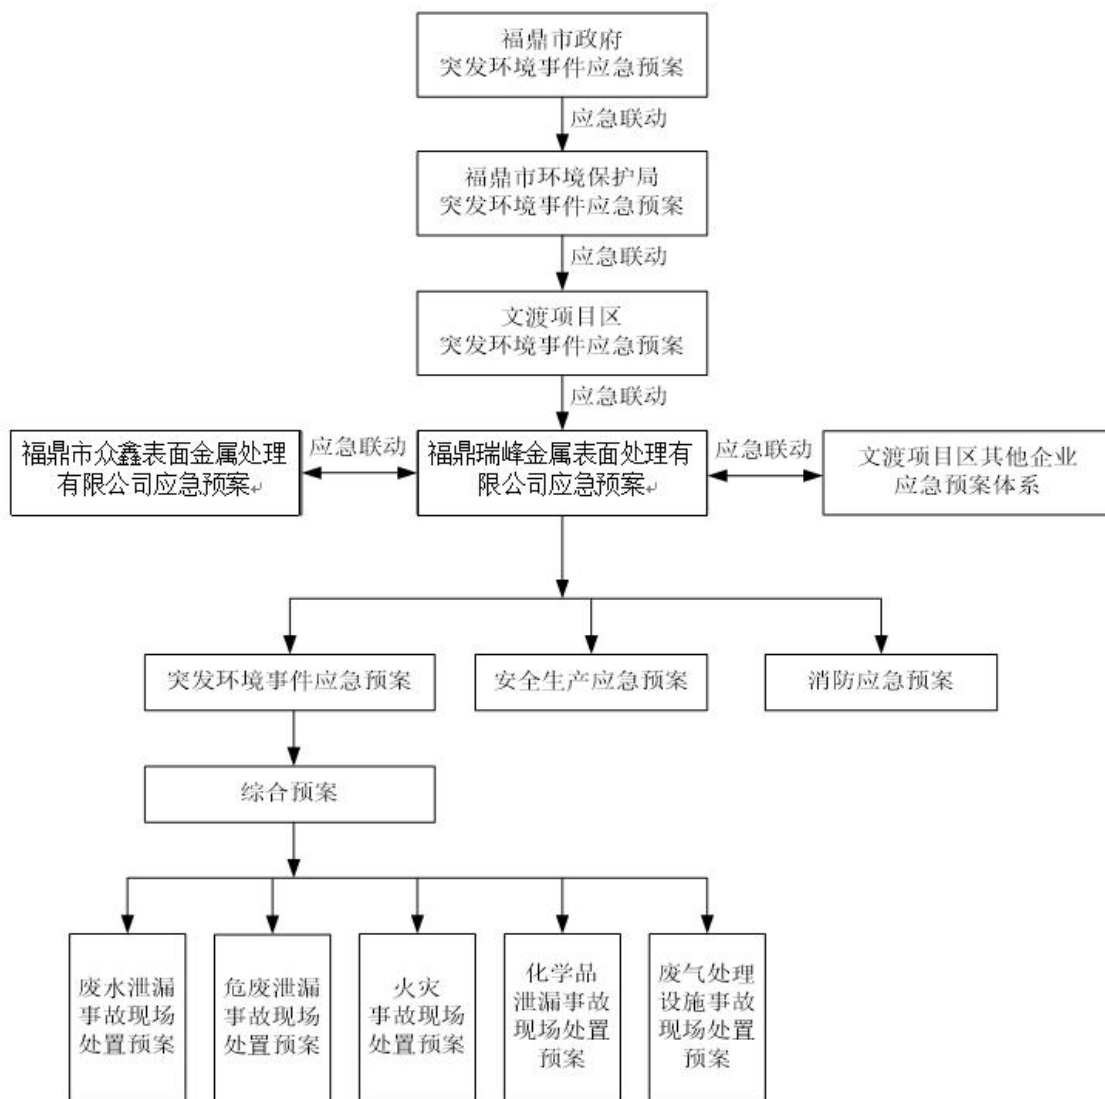 福鼎市政府
突发环境事件应急预案
应急联动
福鼎市环境保护局
突发环境事件应急预案
应急联动
文渡项目区
突发环境事件应急预案
应急联动
福鼎市众鑫表面金属处理
有限公司应急预案
应急联动
福鼎瑞峰金属表面处理有
限公司应急预案
应急联动
文渡项目区其他企业
应急预案体系
突发环境事件应急预案
安全生产应急预案
消防应急预案
综合预案
废水泄漏
事故现场
处置预案
危废泄漏
事故现场
处置预案
火灾
事故现场
处置预案
化学品
泄漏事故
现场处置
预案
废气处理
设施事故
现场处置
预案